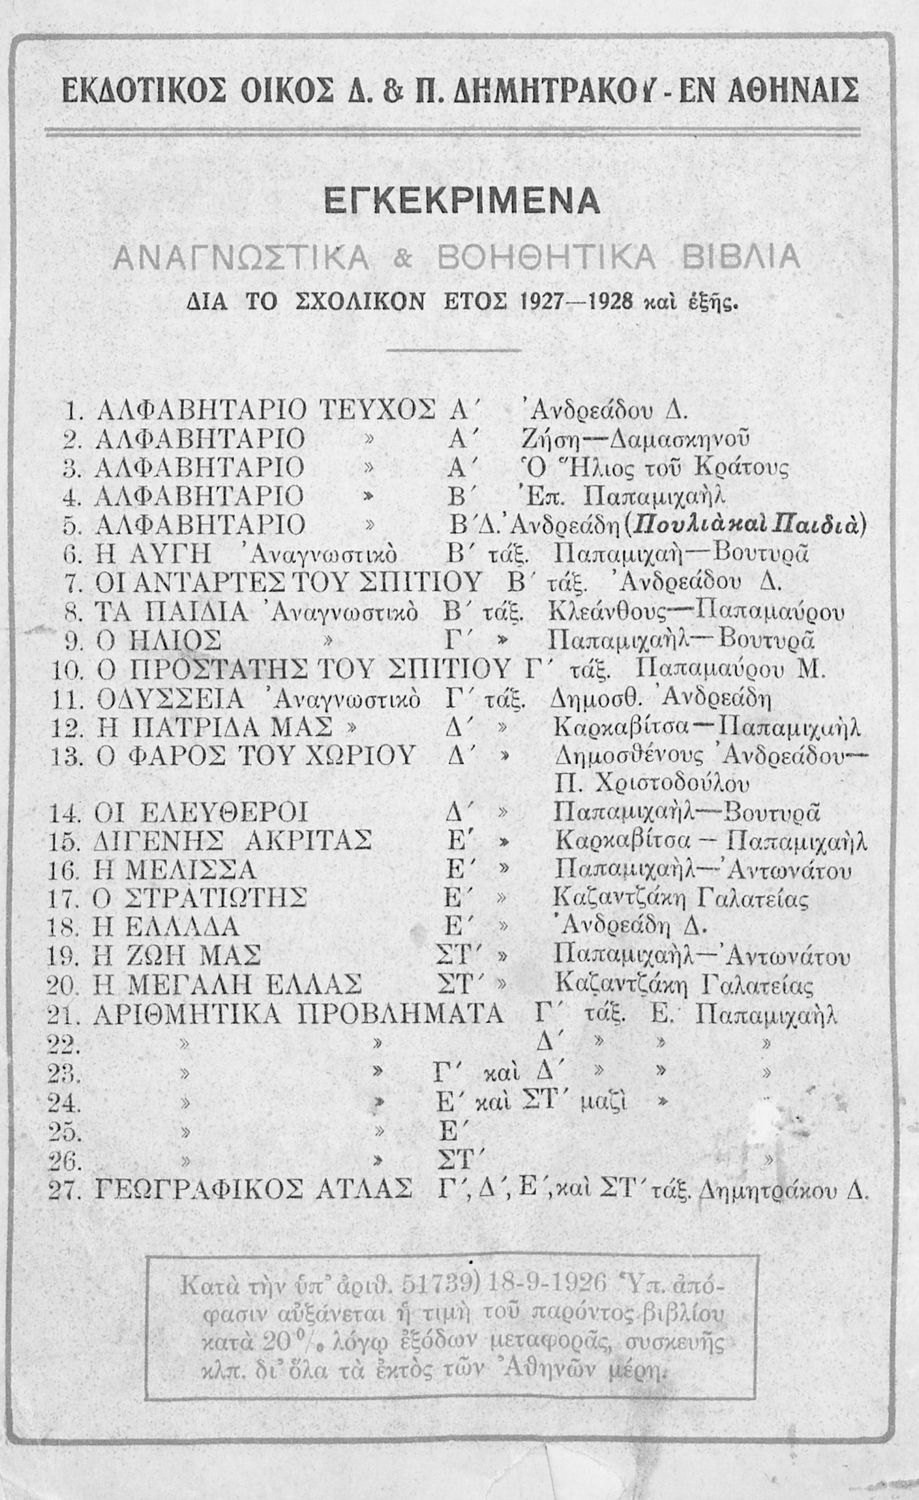 ΕΚΔΟΤΙΚΟΣ ΟΙΚΟΣ Δ. & Π. ΔΗΜΗΤΡΑΚΟΥ - ΕΝ ΑΘΗΝΑΙΣ
ΕΓΚΕΚΡΙΜΕΝΑ
ΑΝΑΓΝΩΣΤΙΚΑ & ΒΟΗΘΗΤΙΚΑ ΒΙΒΛΙΑ
ΔΙΑ ΤΟ ΣΧΟΛΙΚΟΝ ΕΤΟΣ 1927—1928 καὶ ἑξῆς.
1. ΑΛΦΑΒΗΤΑΡΙΟ ΤΕΥΧΟΣ Α΄ Ἀνδρεάδου Δ.
2. ΑΛΦΑΒΗΤΑΡΙΟ » Α΄ Ζήση—Δαμασκηνοῦ
3. ΑΛΦΑΒΗΤΑΡΙΟ » Α΄ Ὁ Ἥλιος τοῦ Κράτους
4. ΑΛΦΑΒΗΤΑΡΙΟ » Β΄ Ἐπ. Παπαμιχαὴλ
5. ΑΛΦΑΒΗΤΑΡΙΟ » Β΄ Δ. Ἀνδρεάδη (Πουλιὰ καὶ Παιδιὰ)
6. Η ΑΥΓΗ Ἀναγνωστικὸ Β΄ τάξ. Παπαμιχαὴ—Βουτυρᾶ
7. ΟΙ ΑΝΤΑΡΤΕΣ ΤΟΥ ΣΠΙΤΙΟΥ Β΄ τάξ. Ἀνδρεάδου Δ.
8. ΤΑ ΠΑΙΔΙΑ Ἀναγνωστικὸ Β΄ τάξ. Κλεάνθους—Παπαμαύρου
9. Ο ΗΛΙΟΣ » Γ΄ » Παπαμιχαὴλ—Βουτυρᾶ
10. Ο ΠΡΟΣΤΑΤΗΣ ΤΟΥ ΣΠΙΤΙΟΥ Γ΄ τάξ. Παπαμαύρου Μ.
11. ΟΔΥΣΣΕΙΑ Ἀναγνωστικὸ Γ΄ τάξ. Δημοσθ. Ἀνδρεάδη
12. Η ΠΑΤΡΙΔΑ ΜΑΣ » Δ΄ » Καρκαβίτσα—Παπαμιχαὴλ
13. Ο ΦΑΡΟΣ ΤΟΥ ΧΩΡΙΟΥ Δ΄ » Δημοσθένους Ἀνδρεάδου—
Π. Χριστοδούλου
14. ΟΙ ΕΛΕΥΘΕΡΟΙ Δ΄ » Παπαμιχαὴλ—Βουτυρᾶ
15. ΔΙΓΕΝΗΣ ΑΚΡΙΤΑΣ Ε΄ » Καρκαβίτσα – Παπαμιχαὴλ
16. Η ΜΕΛΙΣΣΑ Ε΄ » Παπαμιχαὴλ—Ἀντωνάτου
17. Ο ΣΤΡΑΤΙΩΤΗΣ Ε΄ » Καζαντζάκη Γαλατείας
18. Η ΕΛΛΑΔΑ Ε΄ » Ἀνδρεάδη Δ.
19. Η ΖΩΗ ΜΑΣ ΣΤ΄ » Παπαμιχαὴλ—Ἀντωνάτου
20. Η ΜΕΓΑΛΗ ΕΛΛΑΣ ΣΤ΄ » Καζαντζάκη Γαλατείας
21. ΑΡΙΘΜΗΤΙΚΑ ΠΡΟΒΛΗΜΑΤΑ Γ΄ τάξ. Ε. Παπαμιχαὴλ
22. » » Δ΄ » » »
23. » » Γ΄ καὶ Δ΄ » » »
24. » » Ε΄ καὶ ΣΤ΄ μαζὶ »
25. » » Ε΄
26. » » ΣΤ΄ »
27. ΓΕΩΓΡΑΦΙΚΟΣ ΑΤΛΑΣ Γ΄, Δ΄, Ε΄, καὶ ΣΤ΄ τάξ. Δημητράκου Δ.
Κατὰ τὴν ὑπ' ἀριθ. 51739) 18-9-1926 Ὑπ. ἀπό-
φασιν αὐξάνεται ἡ τιμὴ τοῦ παρόντος βιβλίου
κατὰ 20 % λόγῳ ἐξόδων μεταφορᾶς, συσκευῆς
κλπ. δι' ὅλα τὰ ἐκτὸς τῶν Ἀθηνῶν μέρη.